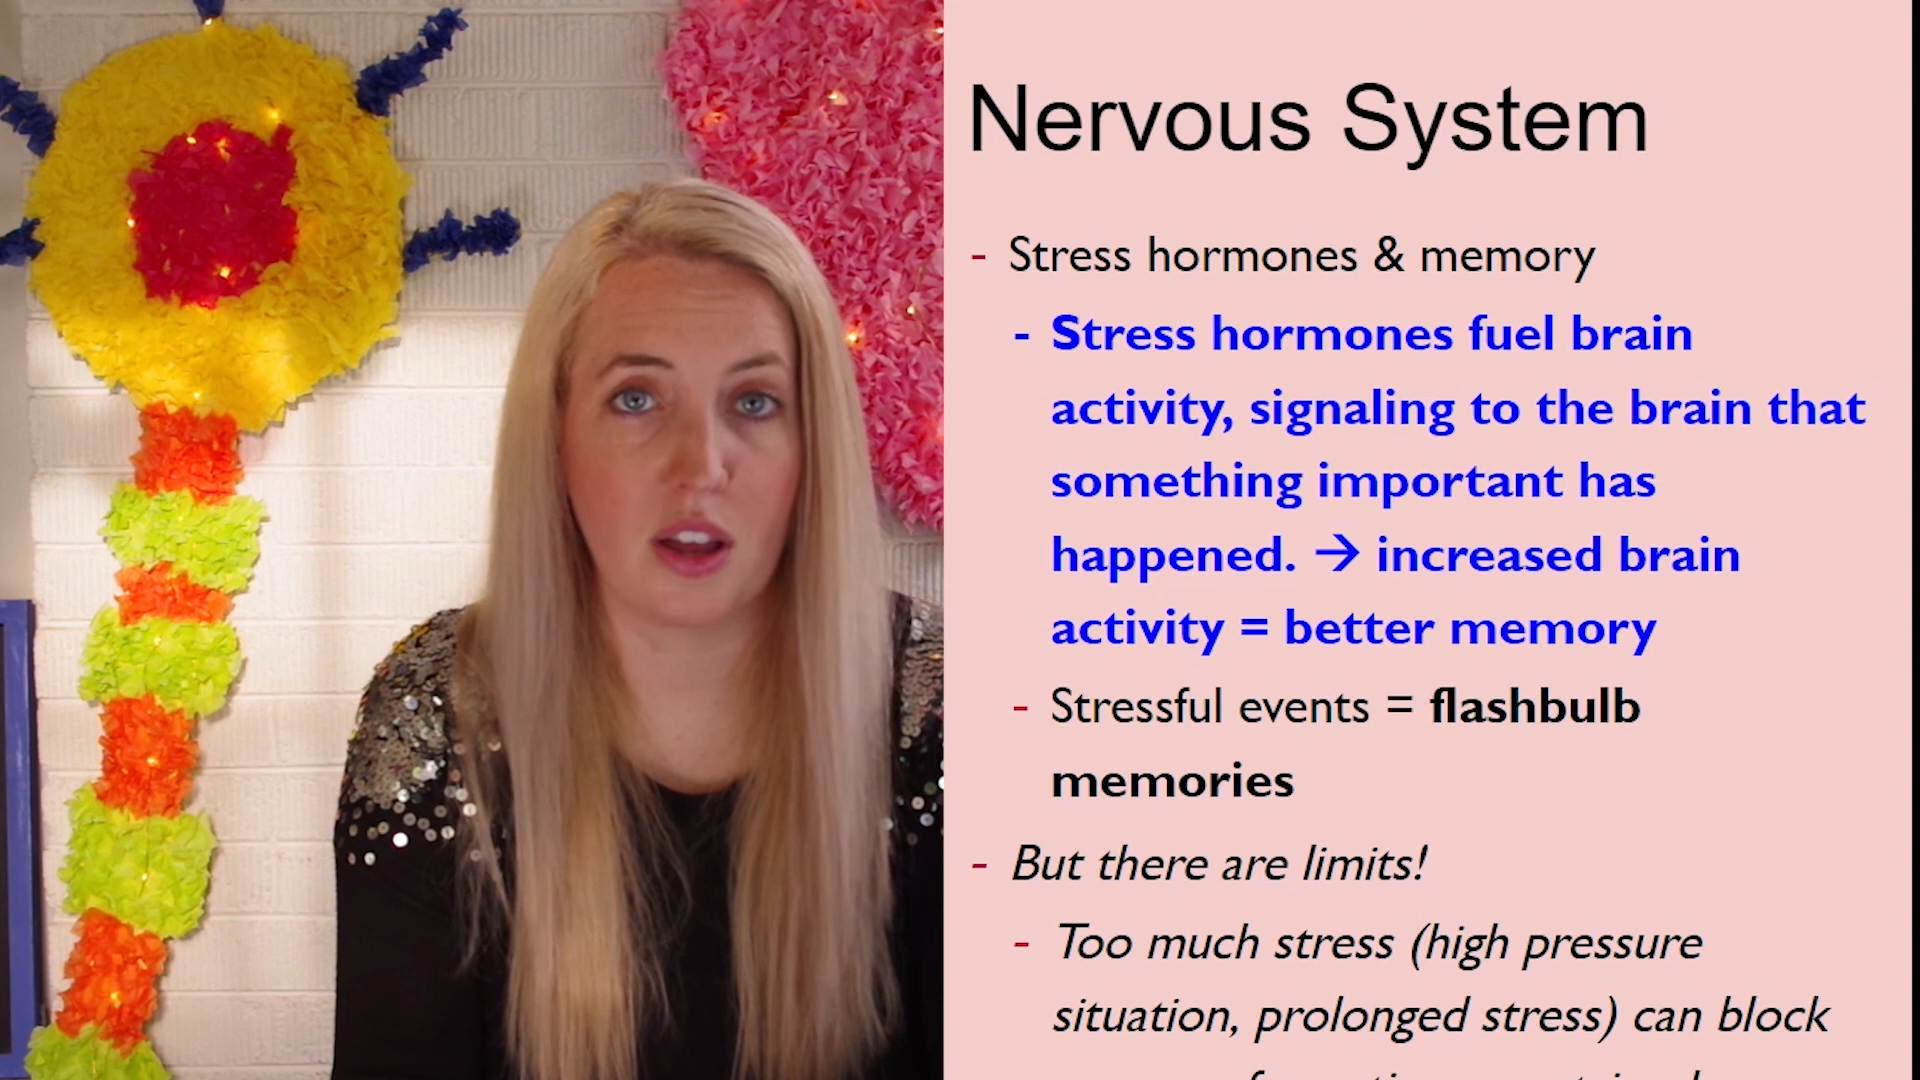 Nervous System
- Stress hormones & memory
- Stress hormones fuel brain
activity, signaling to the brain that
something important has
happened. → increased brain
activity = better memory
- Stressful events = flashbulb
memories
- But there are limits!
- Too much stress (high pressure
situation, prolonged stress) can block